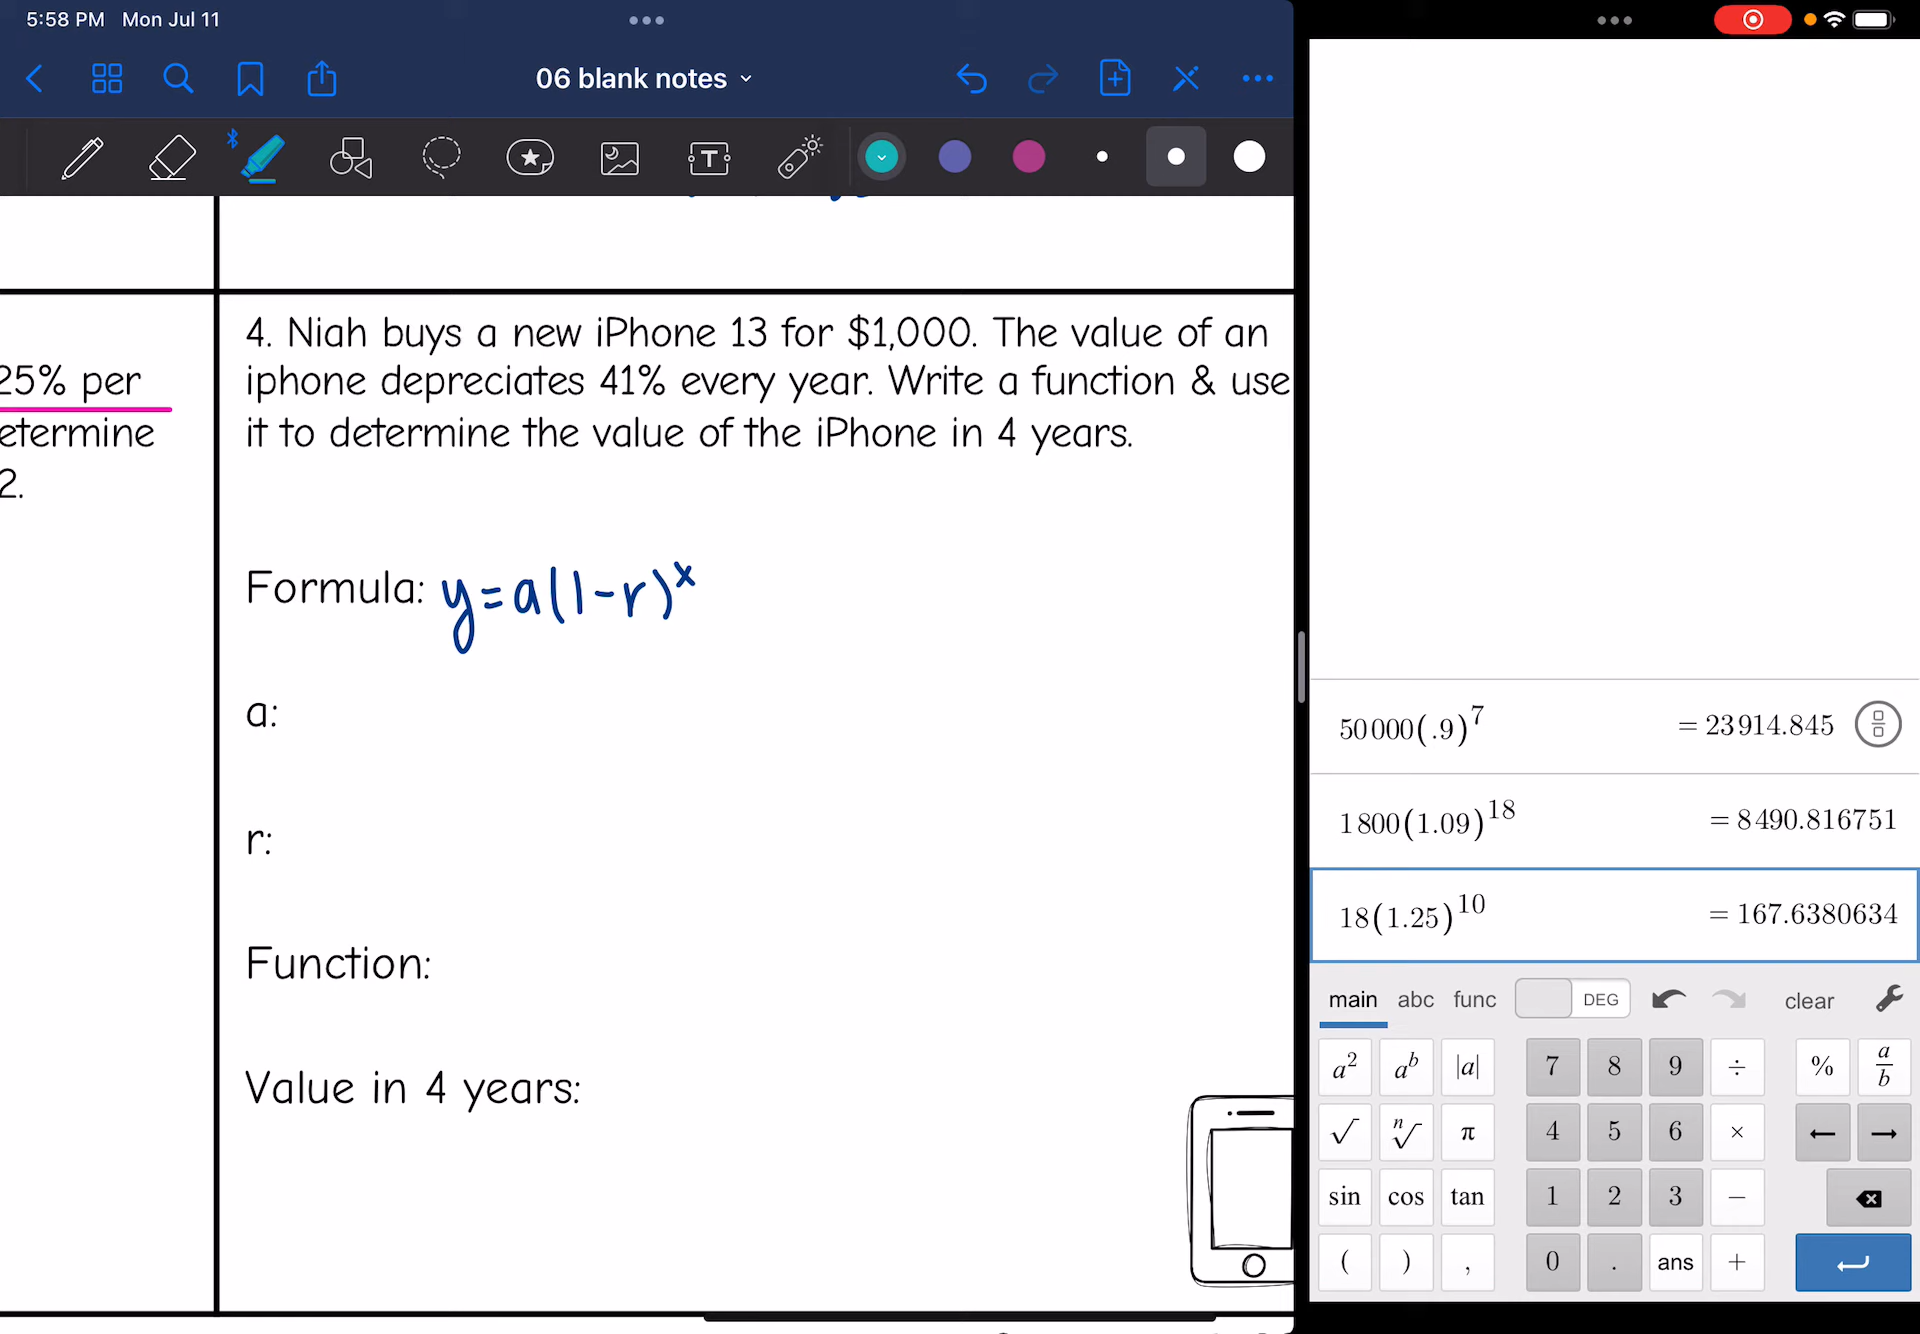 5:58 PM Mon Jul 11
06 blank notes
T
25% per
etermine
2.
4. Niah buys a new iPhone 13 for $1,000. The value of an
iphone depreciates 41% every year. Write a function & use
it to determine the value of the iPhone in 4 years.
Formula: y=a(1-r)^x
a:
r:
Function:
Value in 4 years:
50000(.9)^7 = 23914.845
1800(1.09)^18 = 8490.816751
18(1.25)^10 = 167.6380634
main abc func DEG clear
a^2 a^b |a| 7 8 9 ÷ % a/b
√ n√ π 4 5 6 × ← →
sin cos tan 1 2 3 −
( ) , 0 . ans +